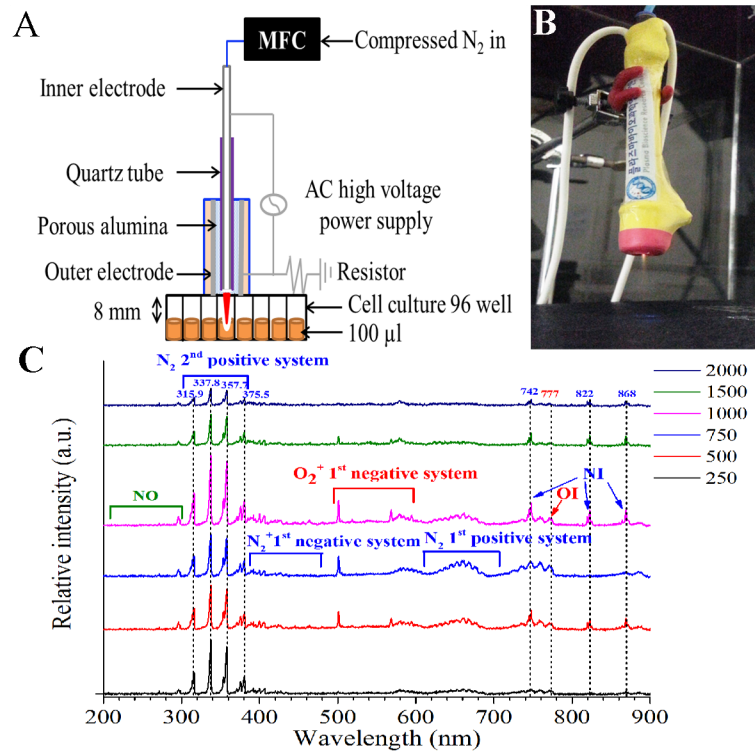 A
MFC
Compressed N2 in
Inner electrode
Quartz tube
AC high voltage
power supply
Porous alumina
Outer electrode
Resistor
8 mm
Cell culture 96 well
100 µl
B
Plasma Bioscience
C
N2 2nd positive system
315.9
337.8
357.7
375.5
742
777
822
868
2000
1500
1000
750
500
250
NO
O2+ 1st negative system
NI
OI
N2+1st negative system
N2 1st positive system
Relative intensity (a.u.)
200
300
400
500
600
700
800
900
Wavelength (nm)